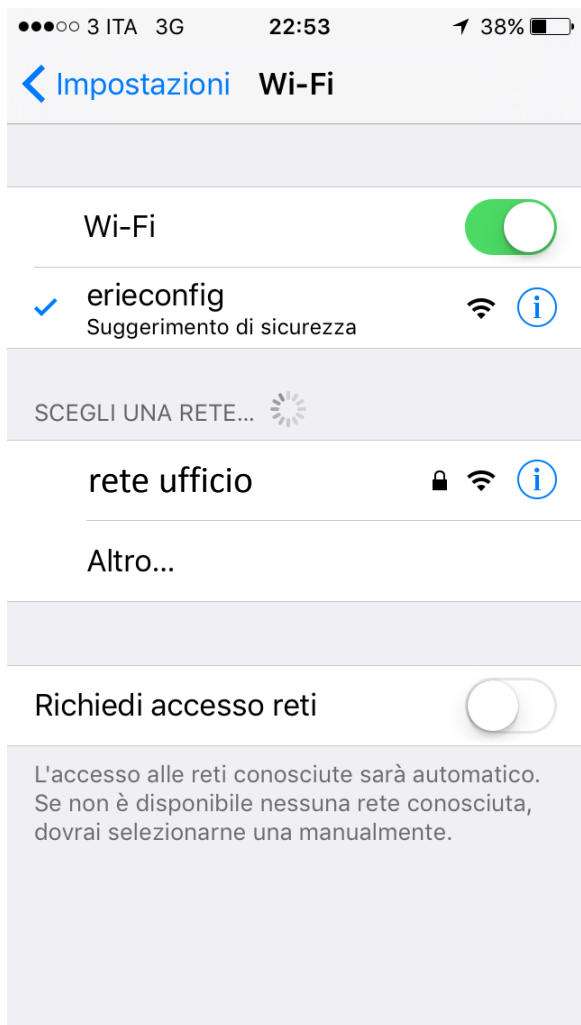 3 ITA 3G 22:53 38%
Impostazioni Wi-Fi
Wi-Fi
erieconfig
Suggerimento di sicurezza
SCEGLI UNA RETE...
rete ufficio
Altro...
Richiedi accesso reti
L'accesso alle reti conosciute sarà automatico.
Se non è disponibile nessuna rete conosciuta,
dovrai selezionarne una manualmente.